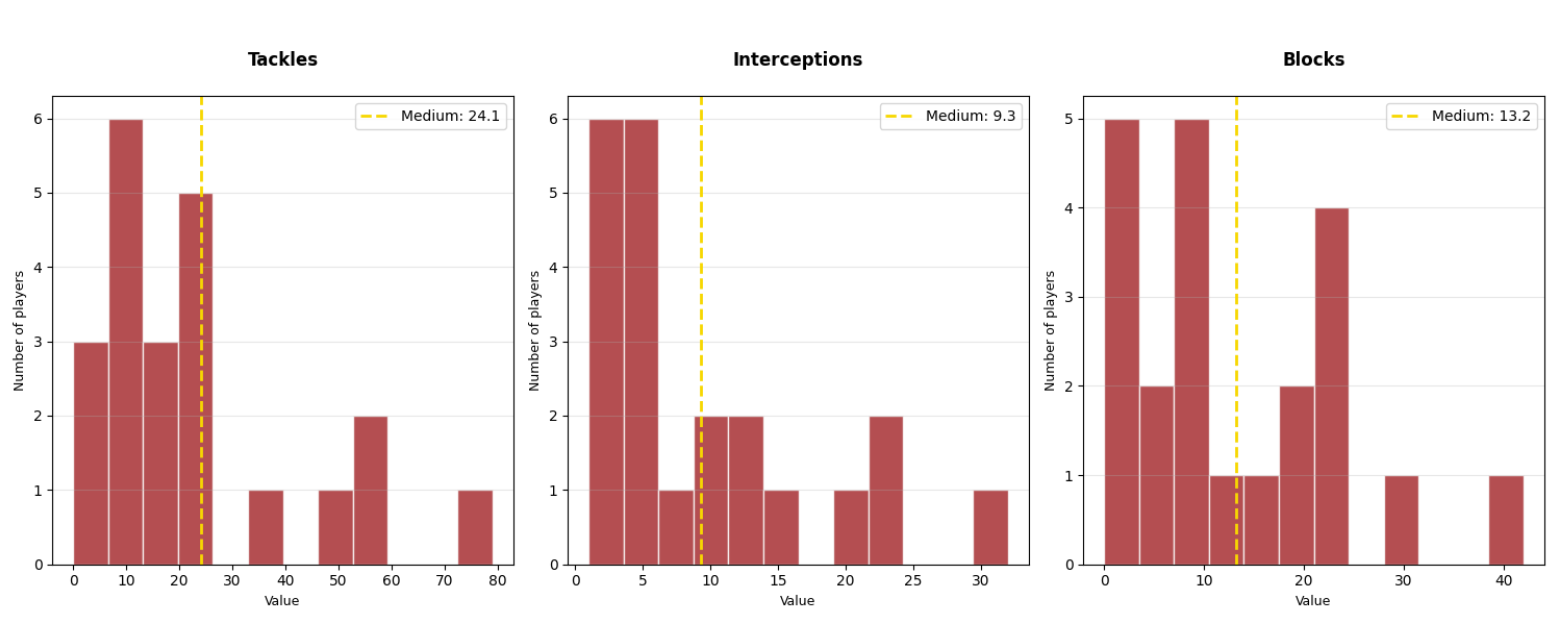 Tackles
Medium: 24.1
Number of players
6
5
4
3
2
1
0
0 10 20 30 40 50 60 70 80
Value
Interceptions
Medium: 9.3
Number of players
6
5
4
3
2
1
0
0 5 10 15 20 25 30
Value
Blocks
Medium: 13.2
Number of players
5
4
3
2
1
0
0 10 20 30 40
Value